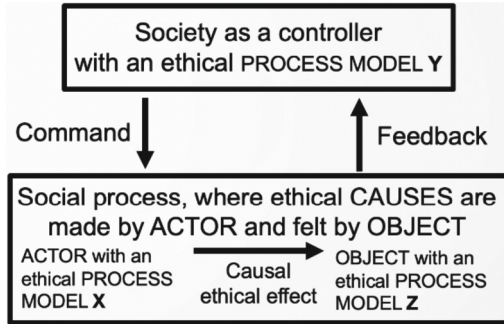 Society as a controller
with an ethical PROCESS MODEL Y
Command
Feedback
Social process, where ethical CAUSES are
made by ACTOR and felt by OBJECT
ACTOR with an
ethical PROCESS
MODEL X
Causal
ethical effect
OBJECT with an
ethical PROCESS
MODEL Z